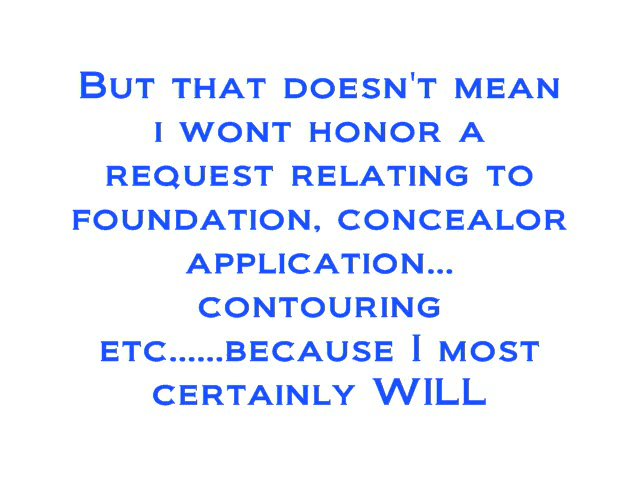 But that doesn't mean
i wont honor a
request relating to
foundation, concealor
application...
contouring
etc......because I most
certainly WILL